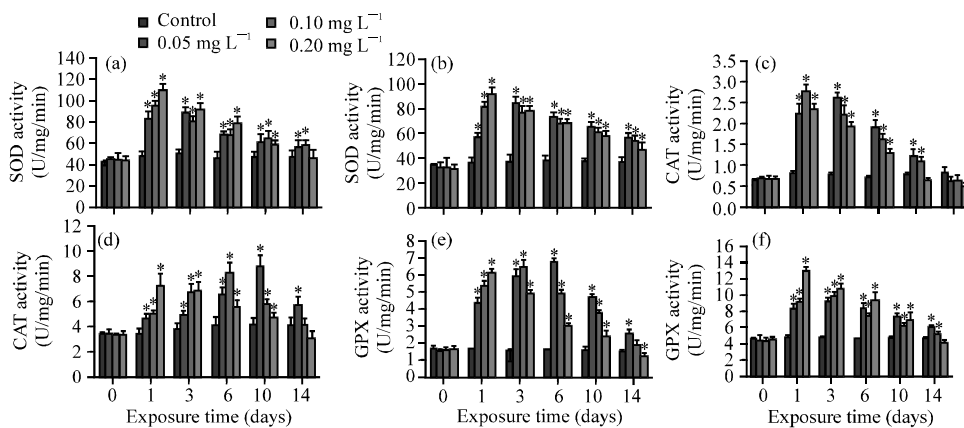 Control
0.05 mg L⁻¹
0.10 mg L⁻¹
0.20 mg L⁻¹
(a)
SOD activity
(U/mg/min)
140
120
100
80
60
40
20
0
* * * * * * * * * * * * * *
(b)
SOD activity
(U/mg/min)
120
100
80
60
40
20
0
* * * * * * * * * * * * * * *
(c)
CAT activity
(U/mg/min)
3.5
3.0
2.5
2.0
1.5
1.0
0.5
0.0
* * * * * * * * * * *
(d)
CAT activity
(U/mg/min)
12
10
8
6
4
2
0
* * * * * * * * * * * * *
0 1 3 6 10 14
Exposure time (days)
(e)
GPX activity
(U/mg/min)
8
7
6
5
4
3
2
1
0
* * * * * * * * * * * * * *
0 1 3 6 10 14
Exposure time (days)
(f)
GPX activity
(U/mg/min)
16
14
12
10
8
6
4
2
0
* * * * * * * * * * * * * *
0 1 3 6 10 14
Exposure time (days)